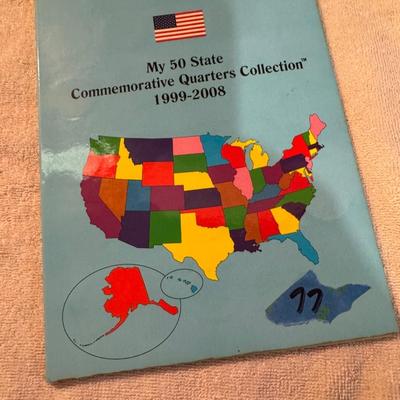 My 50 State
Commemorative Quarters Collection™
1999-2008
77